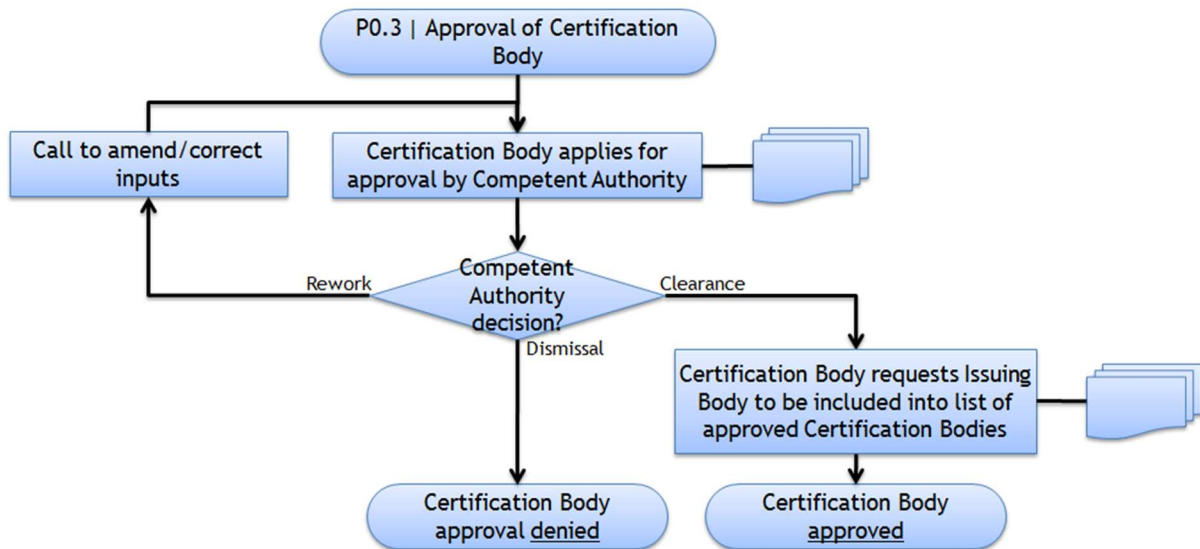 P0.3 | Approval of Certification
Body
Call to amend/correct
inputs
Certification Body applies for
approval by Competent Authority
Rework
Competent
Authority
decision?
Clearance
Dismissal
Certification Body requests Issuing
Body to be included into list of
approved Certification Bodies
Certification Body
approval denied
Certification Body
approved